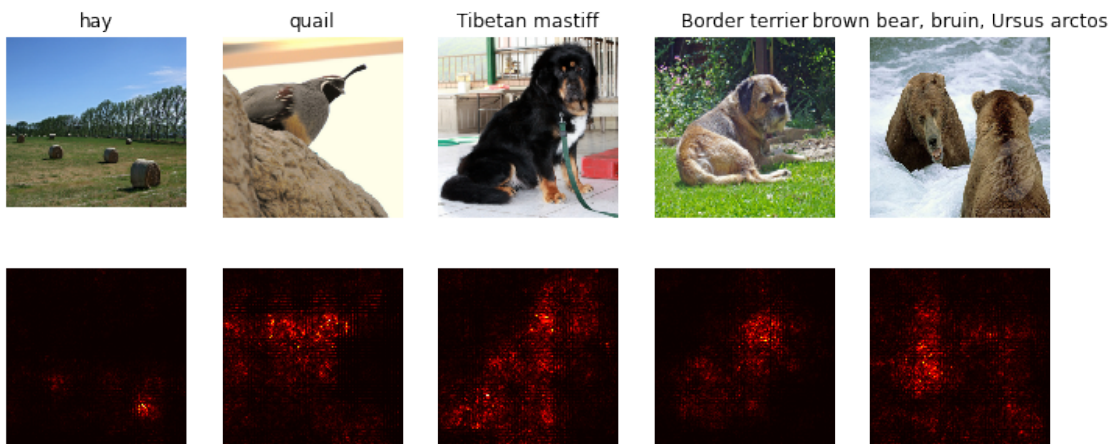 hay
quail
Tibetan mastiff
Border terrier
brown bear, bruin, Ursus arctos